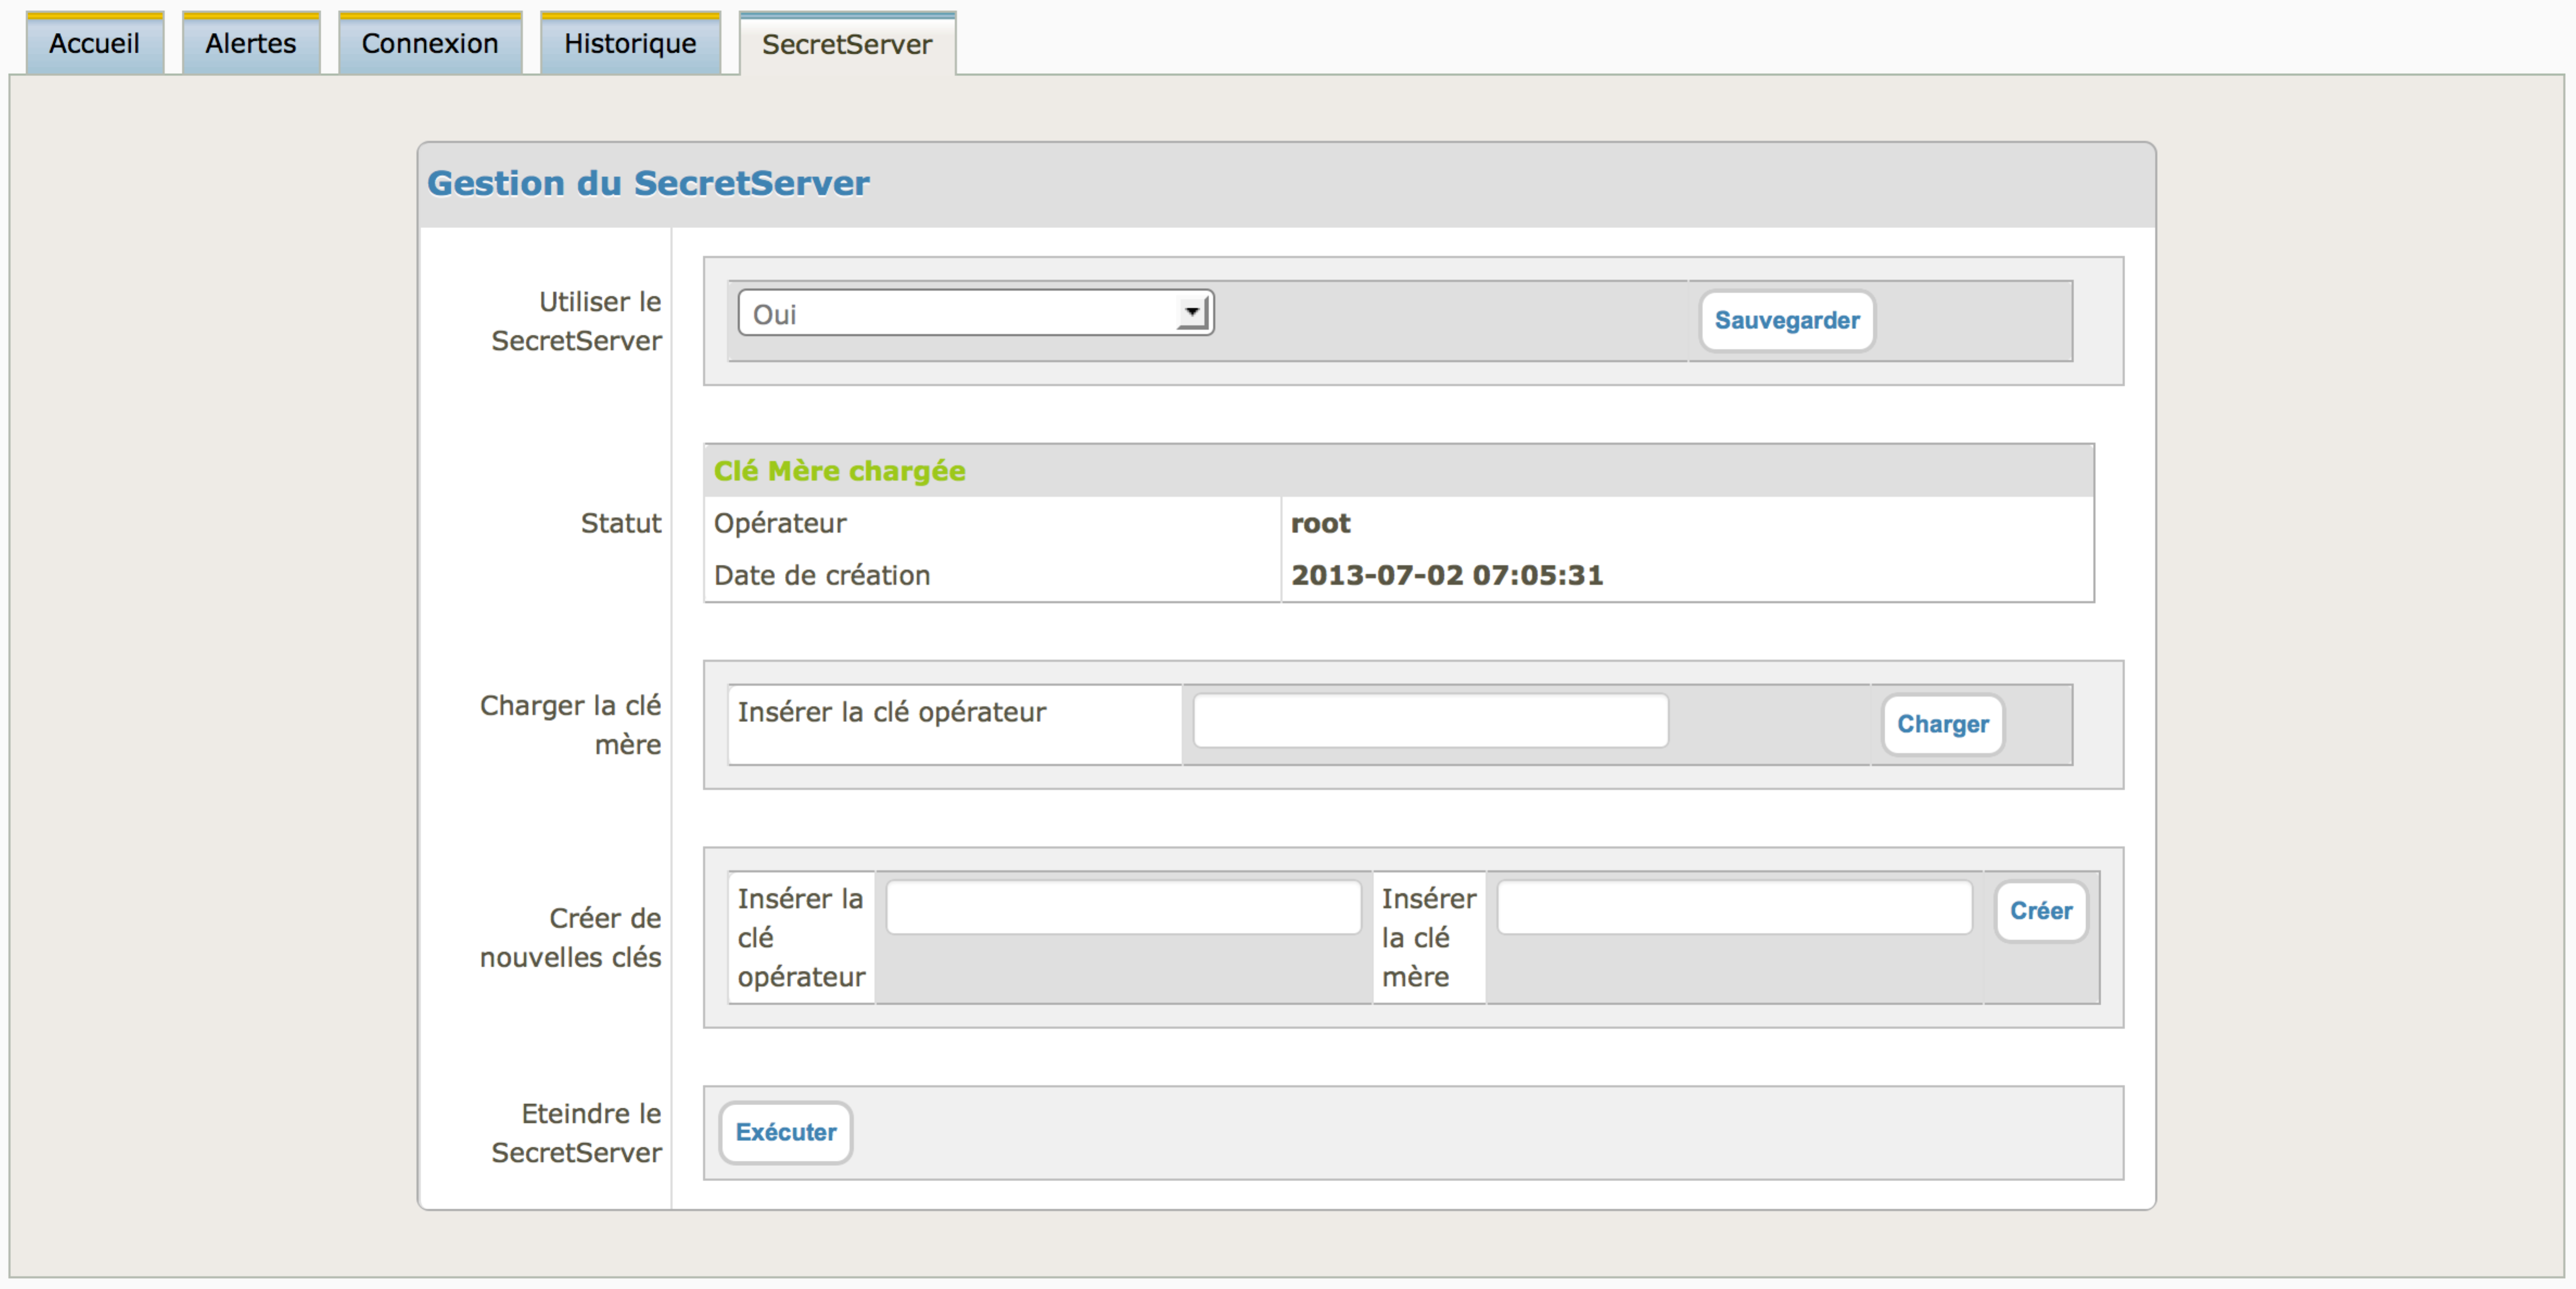 Accueil
Alertes
Connexion
Historique
SecretServer
Gestion du SecretServer
Utiliser le
SecretServer
Oui
Sauvegarder
Statut
Clé Mère chargée
Opérateur
root
Date de création
2013-07-02 07:05:31
Charger la clé
mère
Insérer la clé opérateur
Charger
Créer de
nouvelles clés
Insérer la
clé
opérateur
Insérer
la clé
mère
Créer
Eteindre le
SecretServer
Exécuter